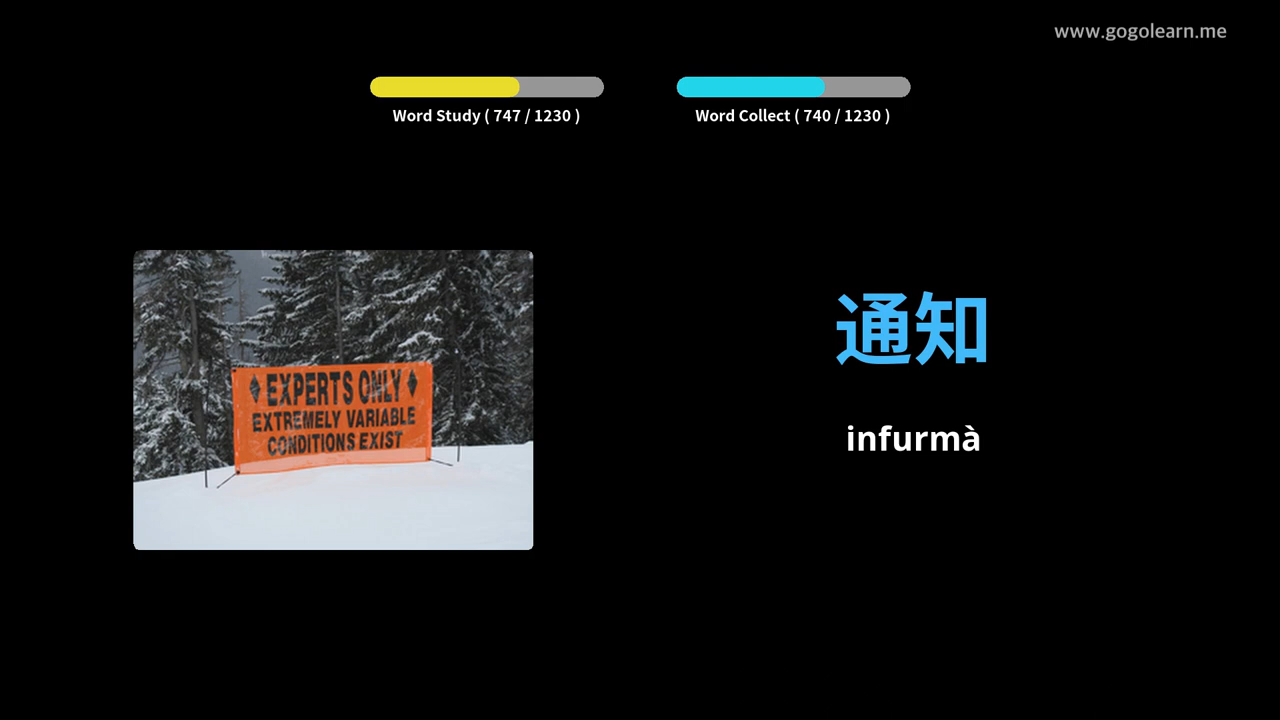 www.gogolearn.me
Word Study ( 747 / 1230 )
Word Collect ( 740 / 1230 )
EXPERTS ONLY
EXTREMELY VARIABLE
CONDITIONS EXIST
通知
infurmà